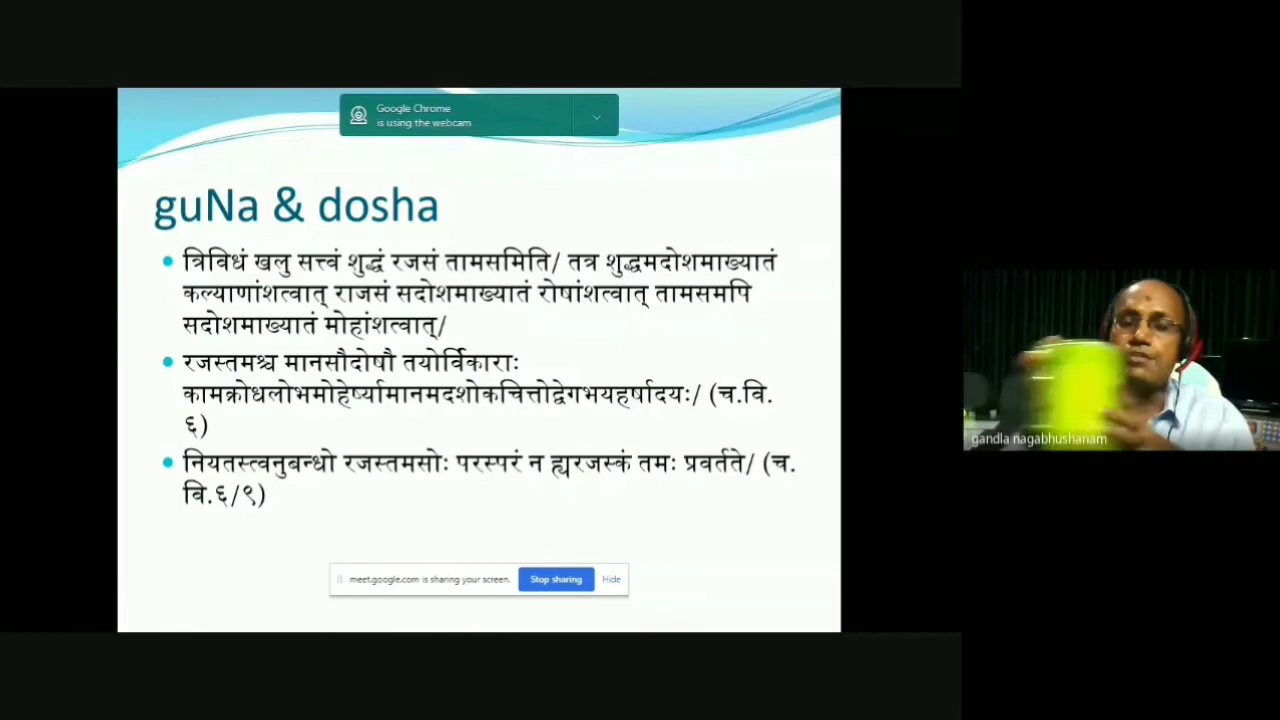 Google Chrome
is using the webcam
guNa & dosha
• त्रिविधं खलु सत्त्वं शुद्धं रजसं तामसमिति/ तत्र शुद्धमदोशमाख्यातं
कल्याणांशत्वात् राजसं सदोशमाख्यातं रोषांशत्वात् तामसमपि
सदोशमाख्यातं मोहांशत्वात्/
• रजस्तमश्च मानसौदोषौ तयोर्विकाराः
कामक्रोधलोभमोहेर्ष्यामानमदशोकचित्तोद्वेगभयहर्षादयः/ (च.वि.
६)
• नियतस्त्वनुबन्धो रजस्तमसोः परस्परं न ह्यरजस्कं तमः प्रवर्तते/ (च.
वि.६/९)
meet.google.com is sharing your screen. Stop sharing Hide
gandla nagabhushanam